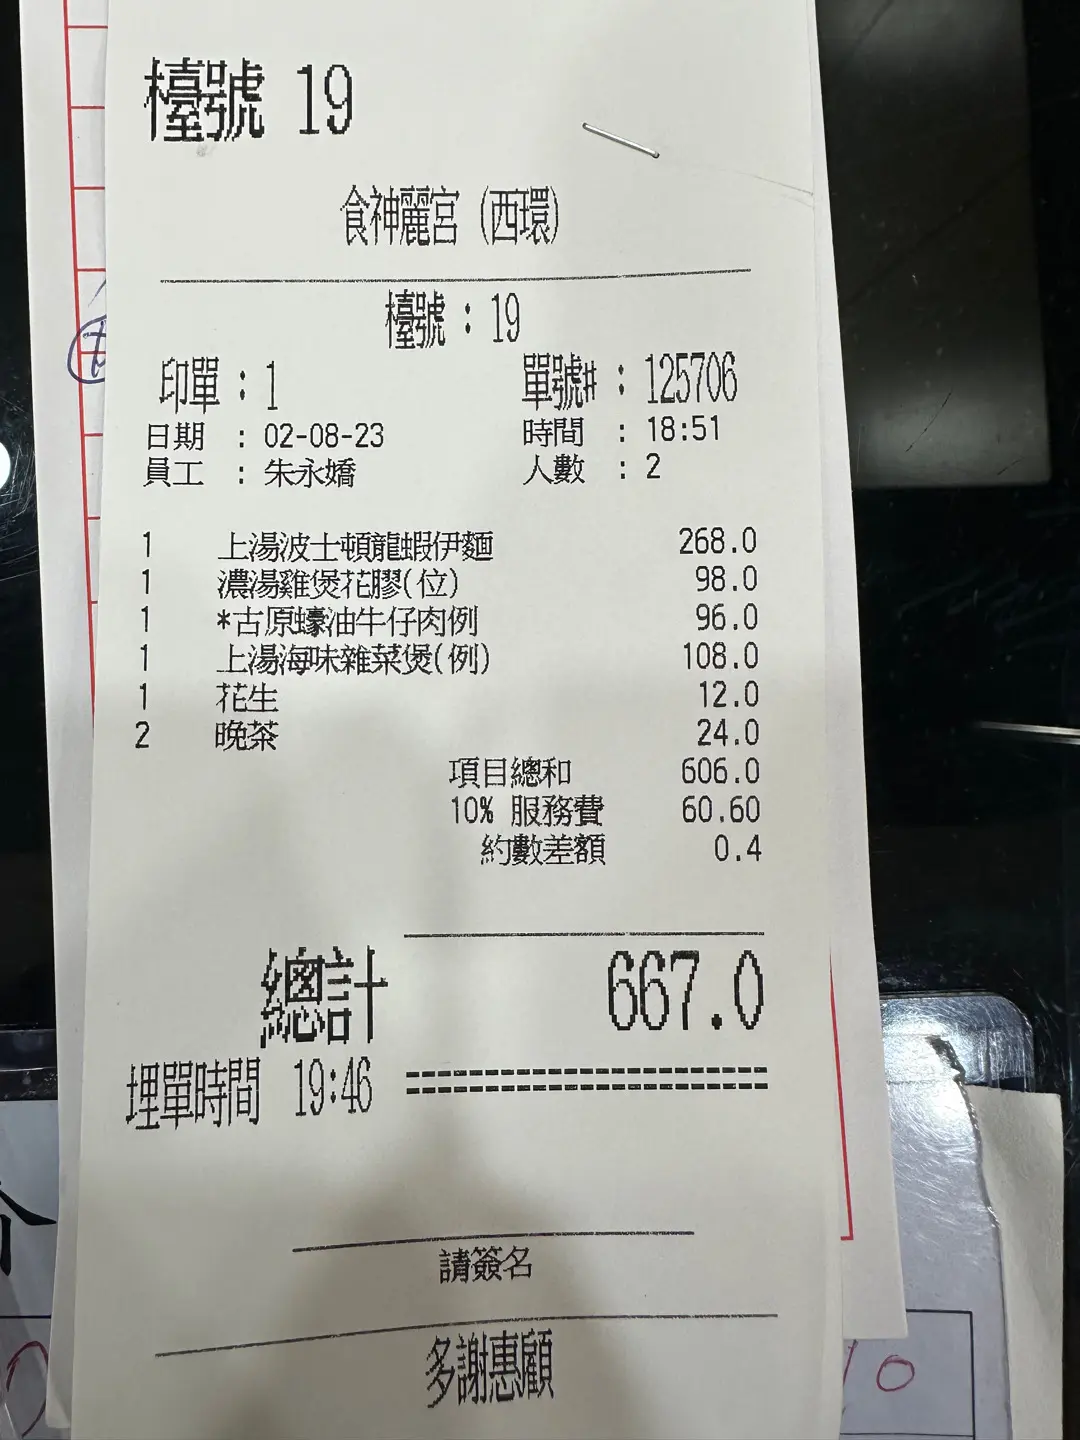 檯號 19
食神麗宮 (西環)
檯號 : 19
印單 : 1 單號# : 125706
日期 : 02-08-23 時間 : 18:51
員工 : 朱永嬌 人數 : 2
1 上湯波士頓龍蝦伊麵 268.0
1 濃湯雞煲花膠(位) 98.0
1 *古原蠔油牛仔肉例 96.0
1 上湯海味雜菜煲(例) 108.0
1 花生 12.0
2 晚茶 24.0
項目總和 606.0
10% 服務費 60.60
約數差額 0.4
總計 667.0
埋單時間 19:46
請簽名
多謝惠顧